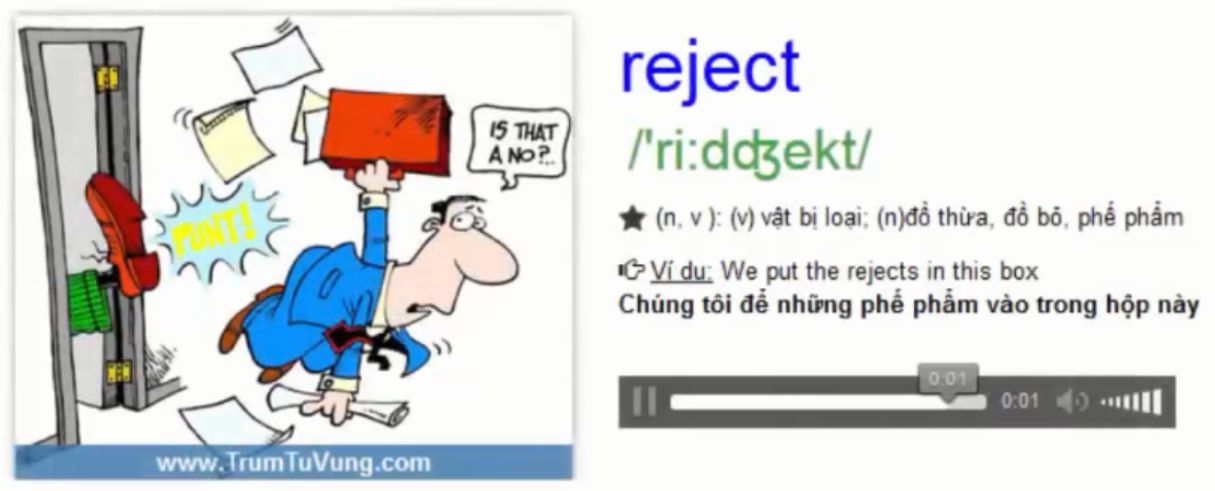 IS THAT
A NO?..
PUNT!
www.TrumTuVung.com
reject
/'ri:dʤekt/
(n, v ): (v) vật bị loại; (n)đồ thừa, đồ bỏ, phế phẩm
Ví dụ: We put the rejects in this box
Chúng tôi để những phế phẩm vào trong hộp này
0:01
0:01